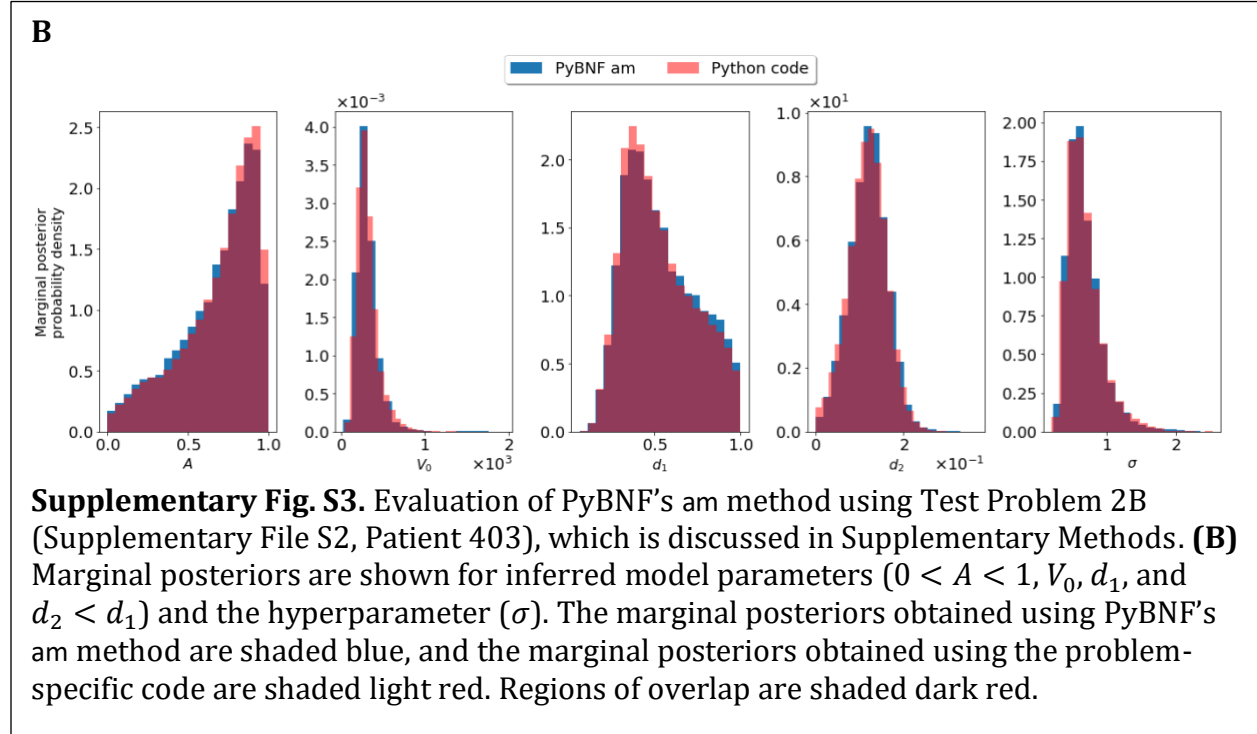 B
PyBNF am
Python code
Marginal posterior
probability density
2.5
2.0
1.5
1.0
0.5
0.0
0.0 0.5 1.0
A
×10⁻³
4.0
3.5
3.0
2.5
2.0
1.5
1.0
0.5
0.0
0 1 2
V₀ ×10³
2.0
1.5
1.0
0.5
0.0
0.5 1.0
d₁
×10¹
1.0
0.8
0.6
0.4
0.2
0.0
0 2
d₂ ×10⁻¹
2.00
1.75
1.50
1.25
1.00
0.75
0.50
0.25
0.00
1 2
σ
Supplementary Fig. S3. Evaluation of PyBNF’s am method using Test Problem 2B
(Supplementary File S2, Patient 403), which is discussed in Supplementary Methods. (B)
Marginal posteriors are shown for inferred model parameters (0 < A < 1, V₀, d₁, and
d₂ < d₁) and the hyperparameter (σ). The marginal posteriors obtained using PyBNF’s
am method are shaded blue, and the marginal posteriors obtained using the problem-
specific code are shaded light red. Regions of overlap are shaded dark red.